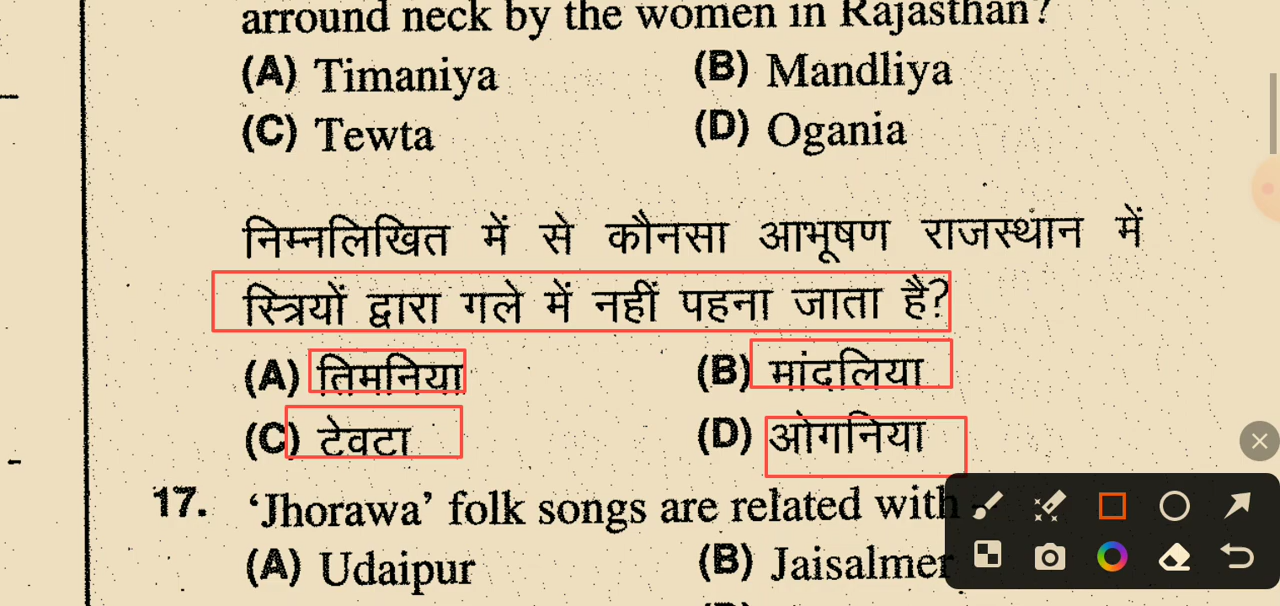 arround neck by the women in Rajasthan?
(A) Timaniya (B) Mandliya
(C) Tewta (D) Ogania
निम्नलिखित में से कौनसा आभूषण राजस्थान में
स्त्रियों द्वारा गले में नहीं पहना जाता है?
(A) तिमनिया (B) मांदलिया
(C) टेवटा (D) ओगनिया
17. ‘Jhorawa’ folk songs are related with
(A) Udaipur (B) Jaisalmer